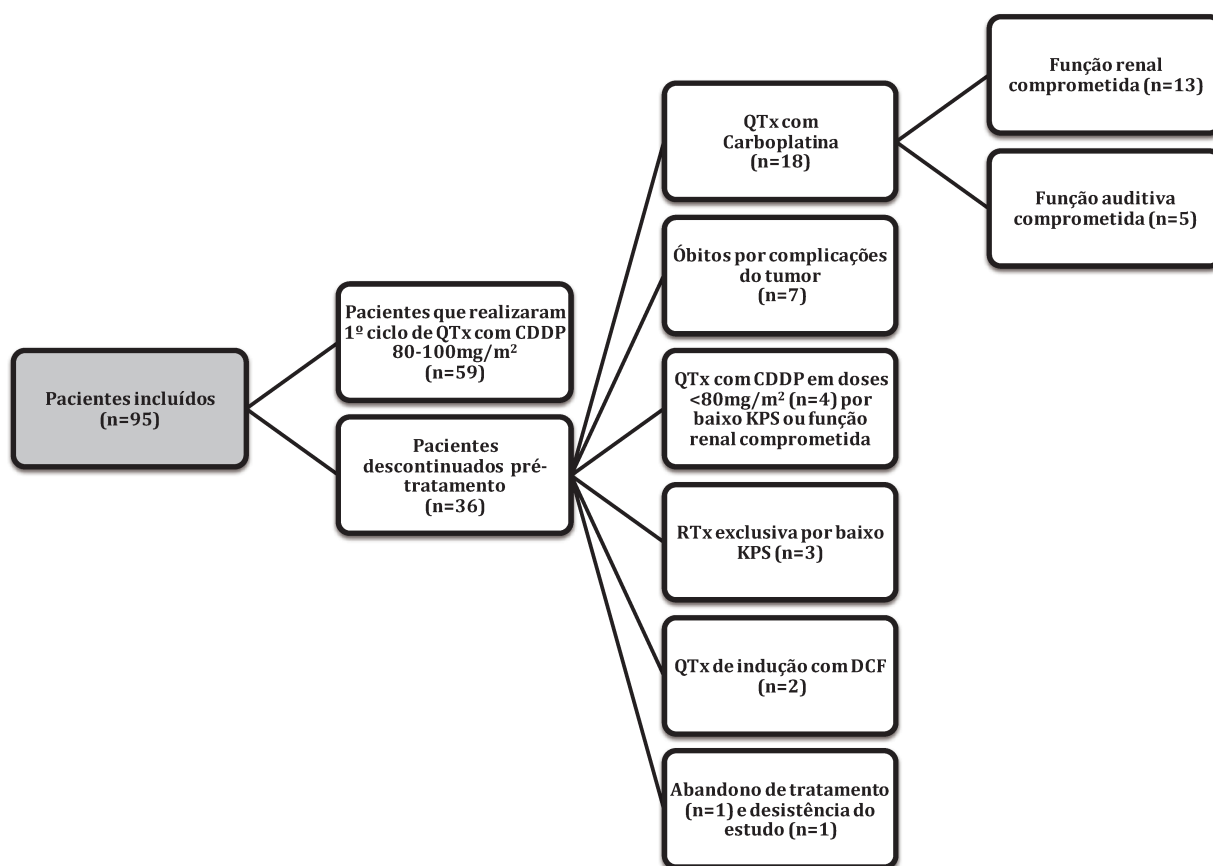 Pacientes incluídos
(n=95)
Pacientes que realizaram
1º ciclo de QTx com CDDP
80-100mg/m²
(n=59)
Pacientes
descontinuados pré-
tratamento
(n=36)
QTx com
Carboplatina
(n=18)
Óbitos por complicações
do tumor
(n=7)
QTx com CDDP em doses
<80mg/m² (n=4) por
baixo KPS ou função
renal comprometida
RTx exclusiva por baixo
KPS (n=3)
QTx de indução com DCF
(n=2)
Abandono de tratamento
(n=1) e desistência do
estudo (n=1)
Função renal
comprometida (n=13)
Função auditiva
comprometida (n=5)